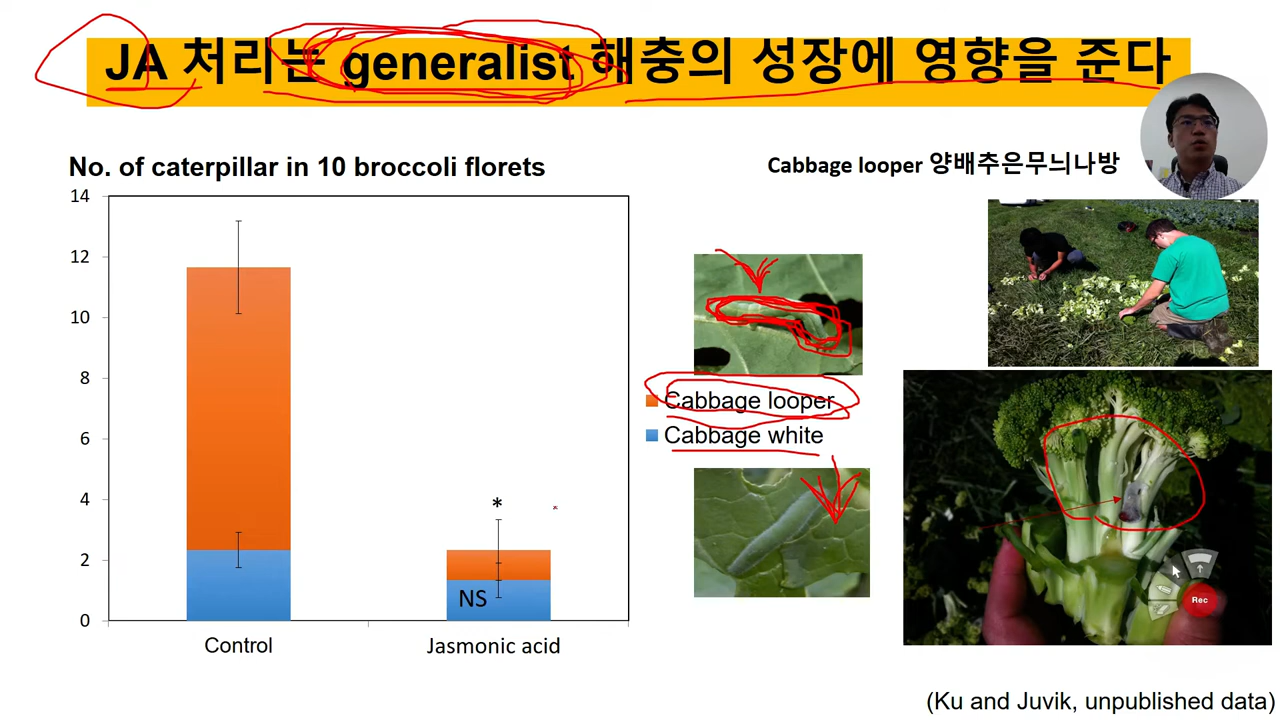 JA 처리는 generalist 해충의 성장에 영향을 준다
No. of caterpillar in 10 broccoli florets
Cabbage looper 양배추은무늬나방
14
12
10
8
6
4
2
0
*
NS
Control
Jasmonic acid
Cabbage looper
Cabbage white
Rec
(Ku and Juvik, unpublished data)